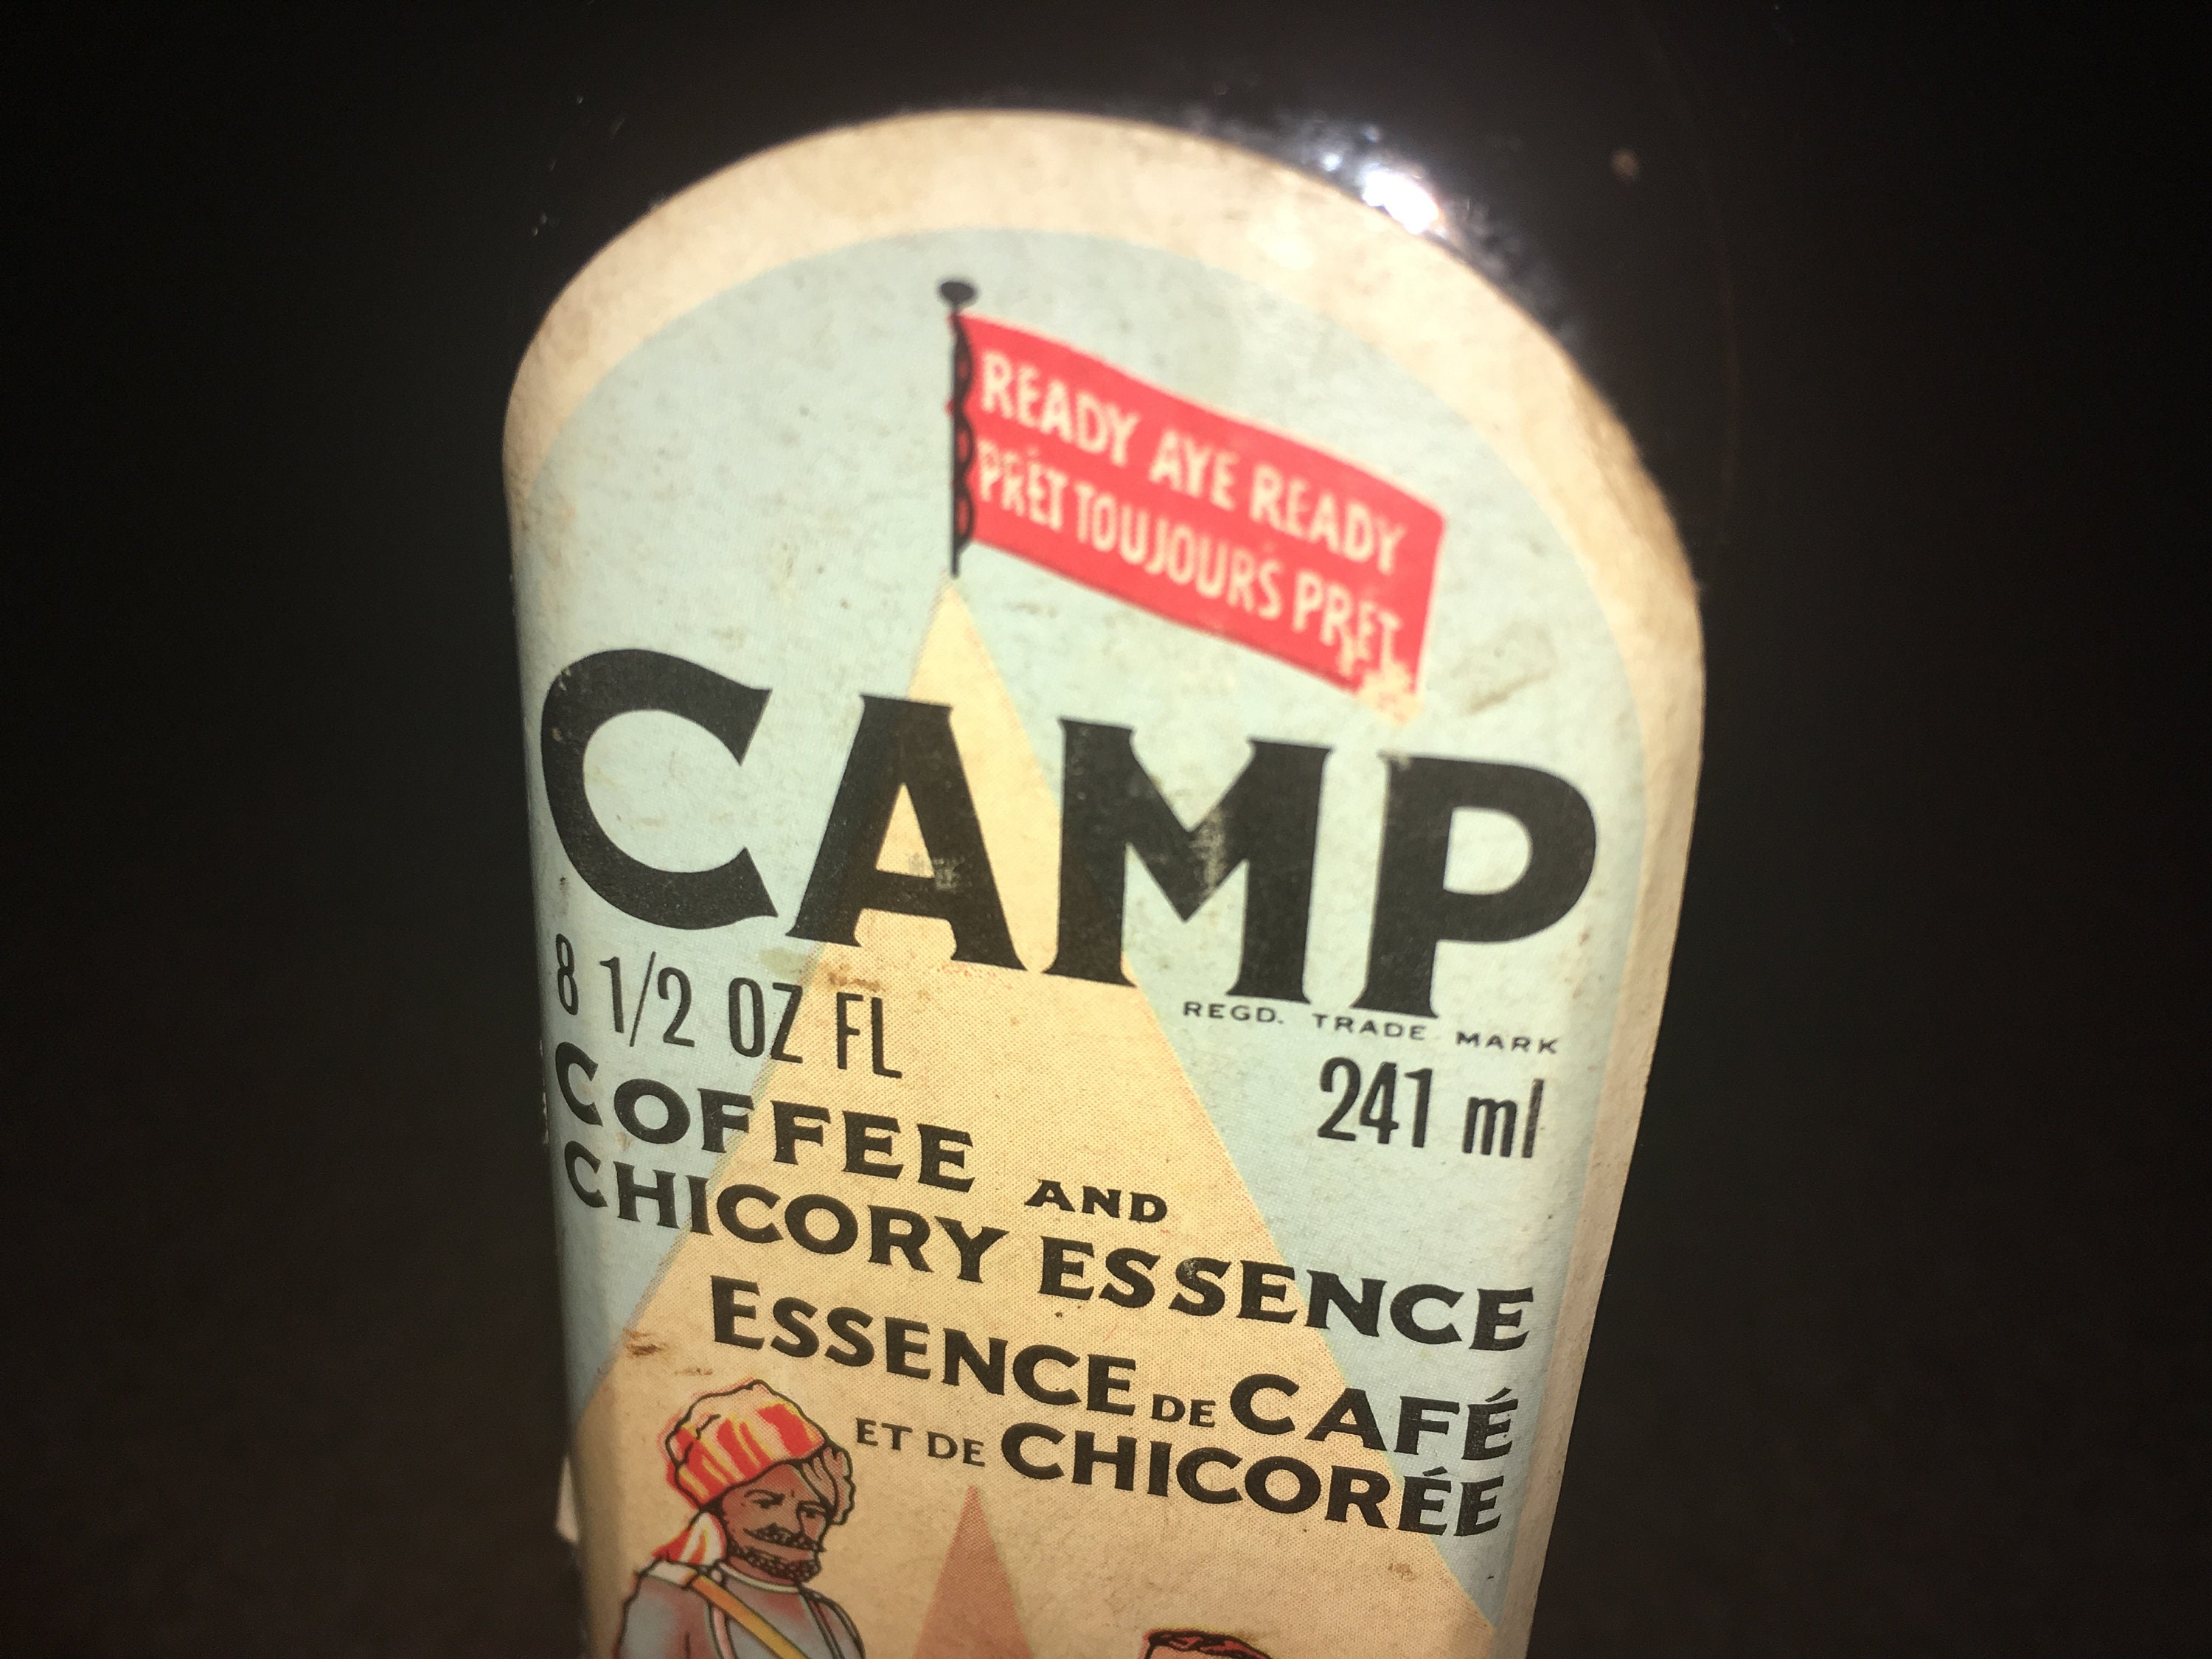 READY AYE READY
PRÊT TOUJOURS PRÊT
CAMP
REGD. TRADE MARK
8 1/2 OZ FL
241 ml
COFFEE AND
CHICORY ESSENCE
ESSENCE DE CAFÉ
ET DE CHICORÉE